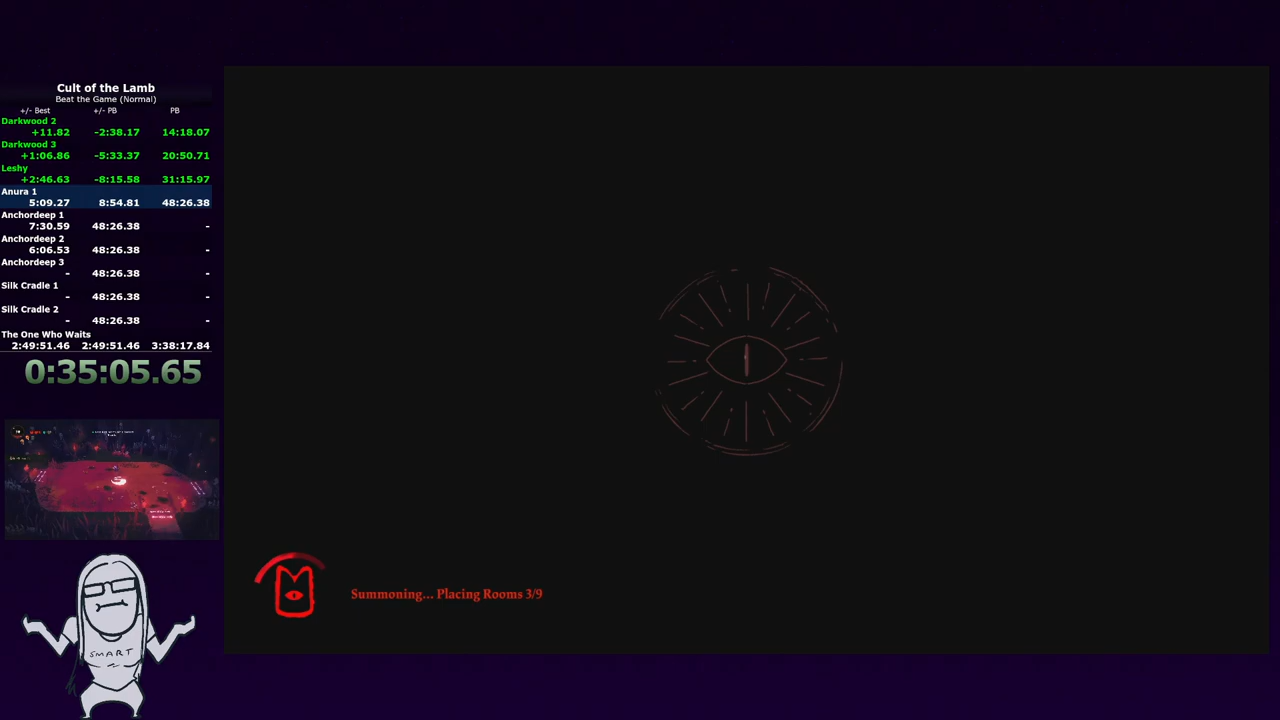 Cult of the Lamb
Beat the Game (Normal)
+/- Best +/- PB PB
Darkwood 2
+11.82 -2:38.17 14:18.07
Darkwood 3
+1:06.86 -5:33.37 20:50.71
Leshy
+2:46.63 -8:15.58 31:15.97
Anura 1
5:09.27 8:54.81 48:26.38
Anchordeep 1
7:30.59 48:26.38 -
Anchordeep 2
6:06.53 48:26.38 -
Anchordeep 3
- 48:26.38 -
Silk Cradle 1
- 48:26.38 -
Silk Cradle 2
- 48:26.38 -
The One Who Waits
2:49:51.46 2:49:51.46 3:38:17.84
0:35:05.65
SMART
Summoning... Placing Rooms 3/9